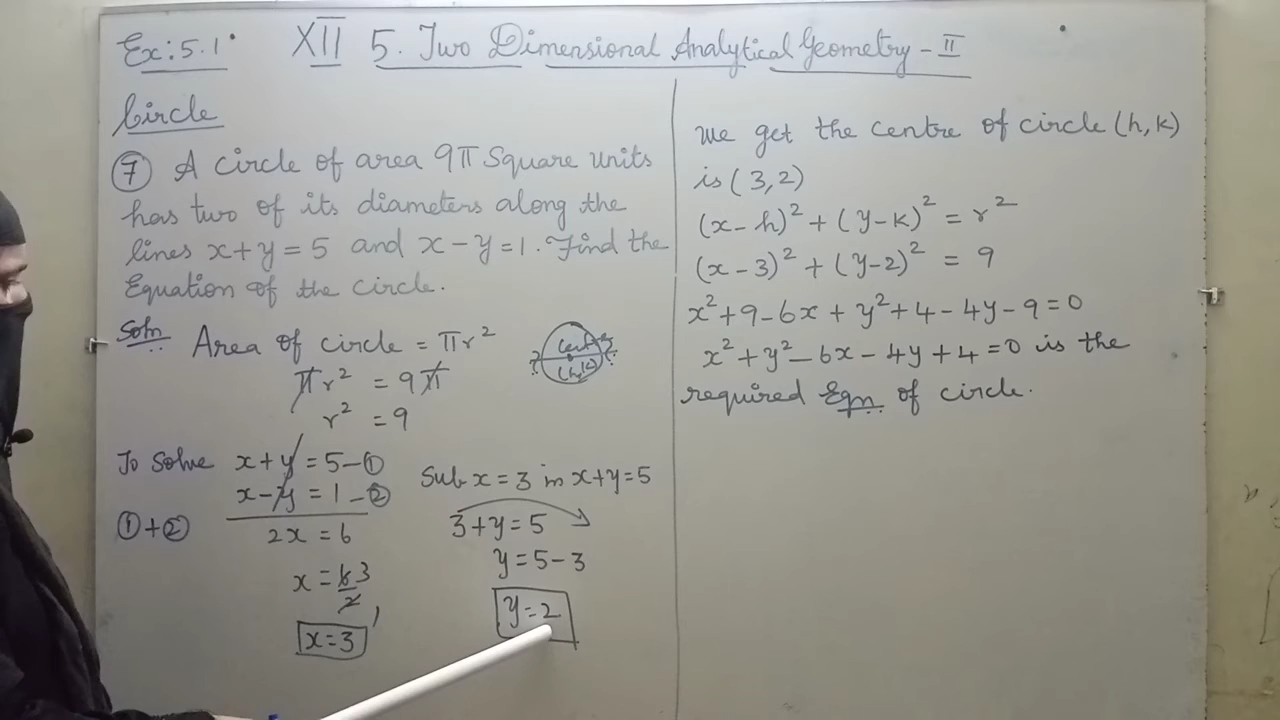 Ex: 5.1
XII 5. Two Dimensional Analytical Geometry - II
Circle
⑦ A circle of area 9π Square units
has two of its diameters along the
lines x+y=5 and x-y=1. Find the
Equation of the circle.
Soln Area of circle = πr²
πr² = 9π
r² = 9
centre
(h,k)
To Solve x+y=5-①
x-y=1-②
①+② 2x=6
x = 6/2 3
x=3
Sub x=3 in x+y=5
3+y=5
y=5-3
y=2
We get the centre of circle (h,k)
is (3,2)
(x-h)²+(y-k)²=r²
(x-3)²+(y-2)²=9
x²+9-6x+y²+4-4y-9=0
x²+y²-6x-4y+4=0 is the
required Eqn of circle.